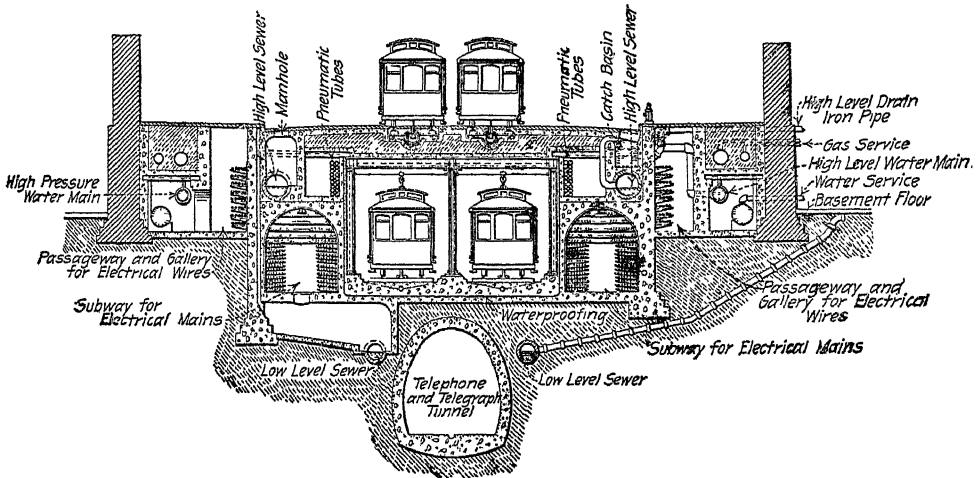 High Level Sewer
Manhole
Pneumatic
Tubes
Pneumatic
Tubes
Catch Basin
High Level Sewer
High Level Drain
Iron Pipe
Gas Service
High Level Water Main.
Water Service
Basement Floor
High Pressure
Water Main
Passageway and Gallery
for Electrical Wires
Subway for
Electrical Mains
Low Level Sewer
Telephone
and Telegraph
Tunnel
Waterproofing
Low Level Sewer
Passageway and
Gallery for Electrical
Wires
Subway for Electrical Mains